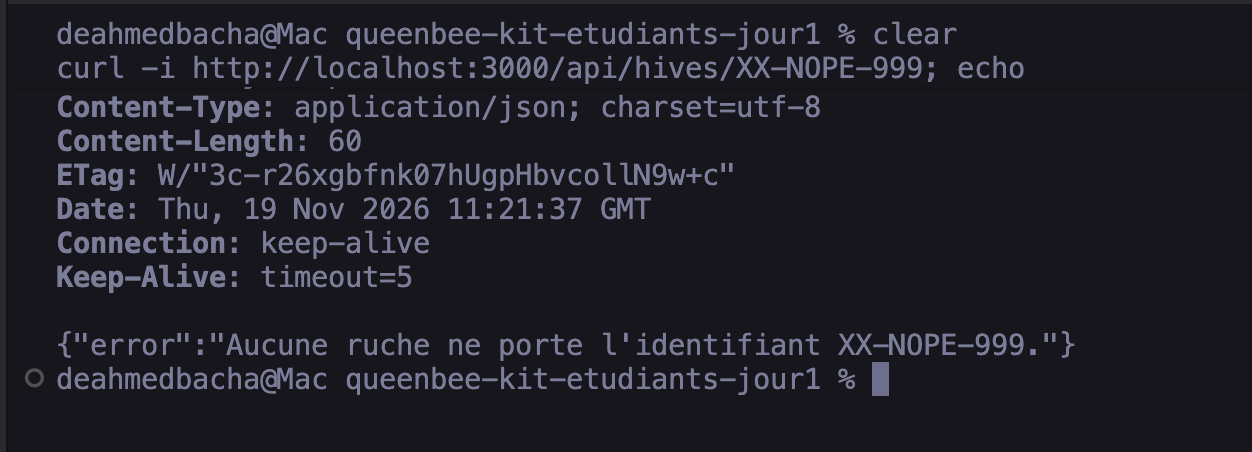 deahmedbacha@Mac queenbee-kit-etudiants-jour1 % clear
curl -i http://localhost:3000/api/hives/XX-NOPE-999; echo
Content-Type: application/json; charset=utf-8
Content-Length: 60
ETag: W/"3c-r26xgbfnk07hUgpHbvcollN9w+c"
Date: Thu, 19 Nov 2026 11:21:37 GMT
Connection: keep-alive
Keep-Alive: timeout=5
{"error":"Aucune ruche ne porte l'identifiant XX-NOPE-999."}
deahmedbacha@Mac queenbee-kit-etudiants-jour1 %